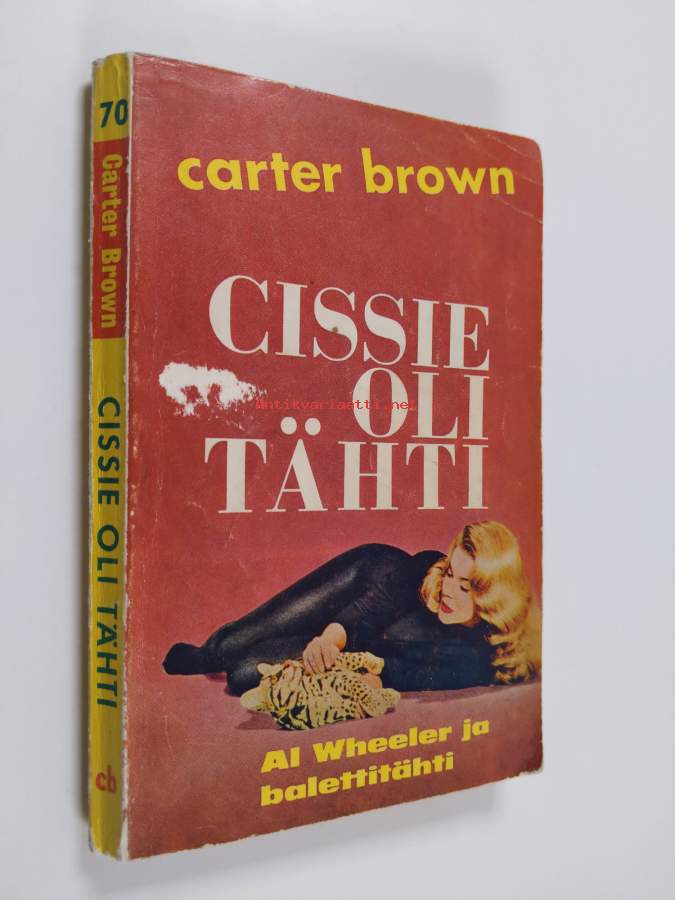 70
Carter Brown
CISSIE OLI TÄHTI
cb
carter brown
CISSIE
OLI
TÄHTI
Antikvariaatti.net
Al Wheeler ja
balettitähti